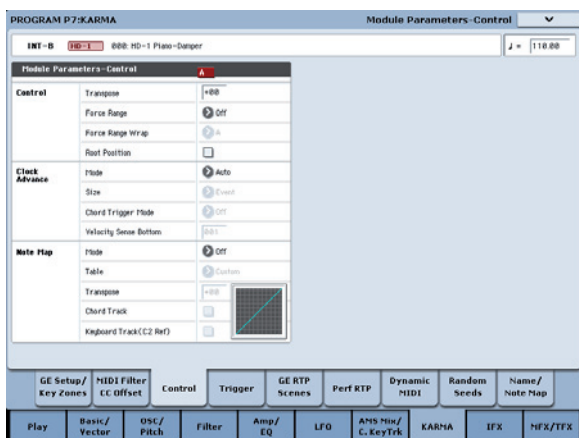 PROGRAM P7:KARMA Module Parameters-Control
INT-B HD-1 000: HD-1 Piano-Damper ♩= 110.00
Module Parameters-Control A
Control Transpose +00
Force Range Off
Force Range Wrap A
Root Position
Clock Advance Mode Auto
Size Event
Chord Trigger Mode Off
Velocity Sense Bottom 001
Note Map Mode Off
Table Custom
Transpose +00
Chord Track
Keyboard Track(C2 Ref)
GE Setup/ Key Zones MIDI Filter CC Offset Control Trigger GE RTP Scenes Perf RTP Dynamic MIDI Random Seeds Name/ Note Map
Play Basic/ Vector OSC/ Pitch Filter Amp/ EQ LFO AMS Mix/ C.KeyTrk KARMA IFX MFX/TFX